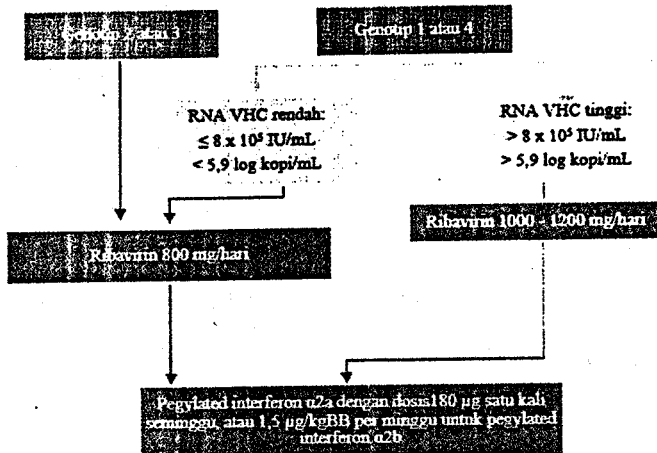 Genotip 2 atau 3
Genotip 1 atau 4
RNA VHC rendah:
≤ 8 x 10⁵ IU/mL
< 5,9 log kopi/mL
RNA VHC tinggi:
> 8 x 10⁵ IU/mL
> 5,9 log kopi/mL
Ribavirin 1000 - 1200 mg/hari
Ribavirin 800 mg/hari
Pegylated interferon α2a dengan dosis180 µg satu kali
seminggu, atau 1,5 µg/kgBB per minggu untuk pegylated
interferon α2b